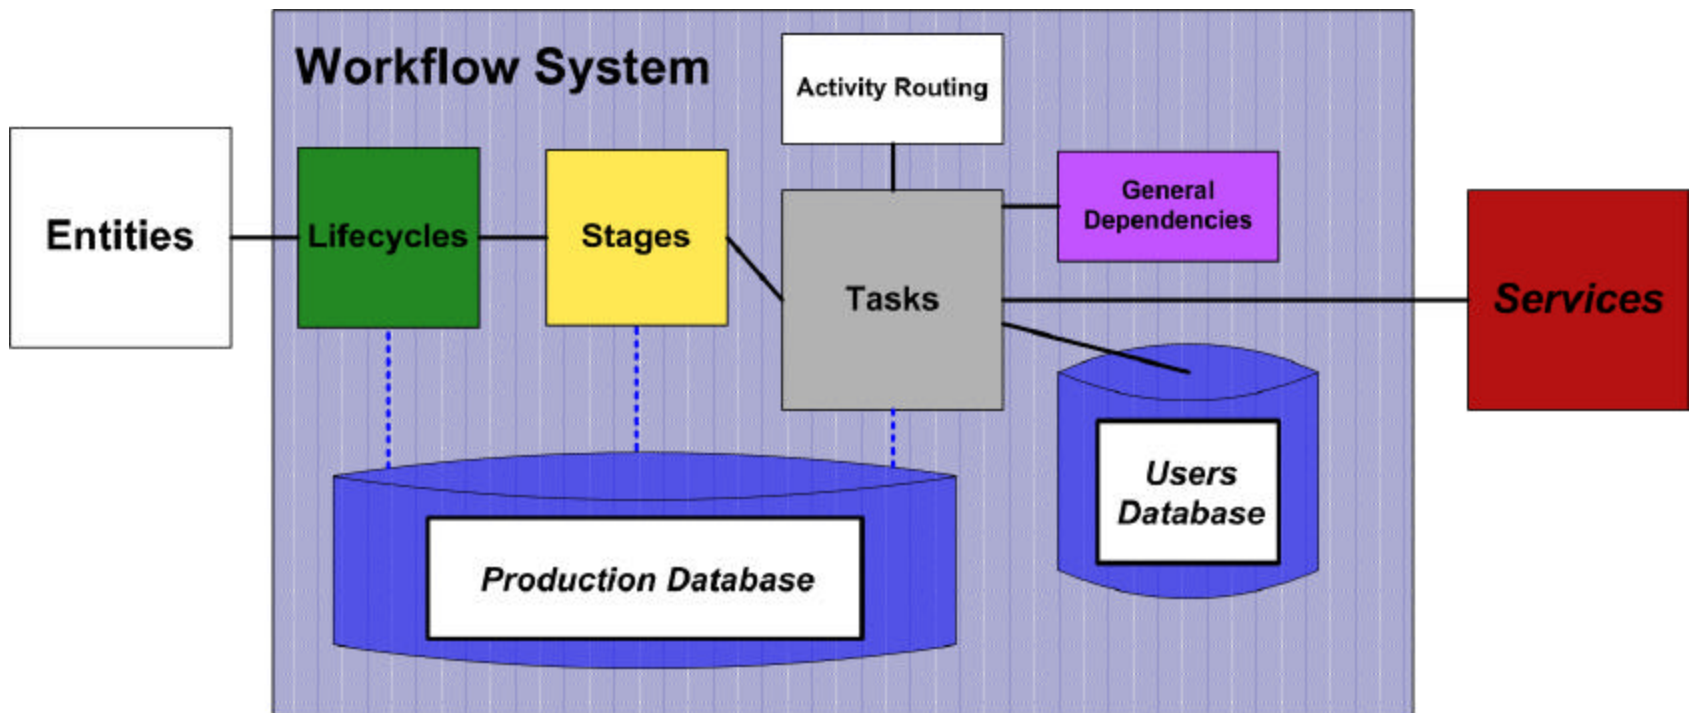 Workflow System
Activity Routing
Entities
Lifecycles
Stages
Tasks
General
Dependencies
Services
Users
Database
Production Database